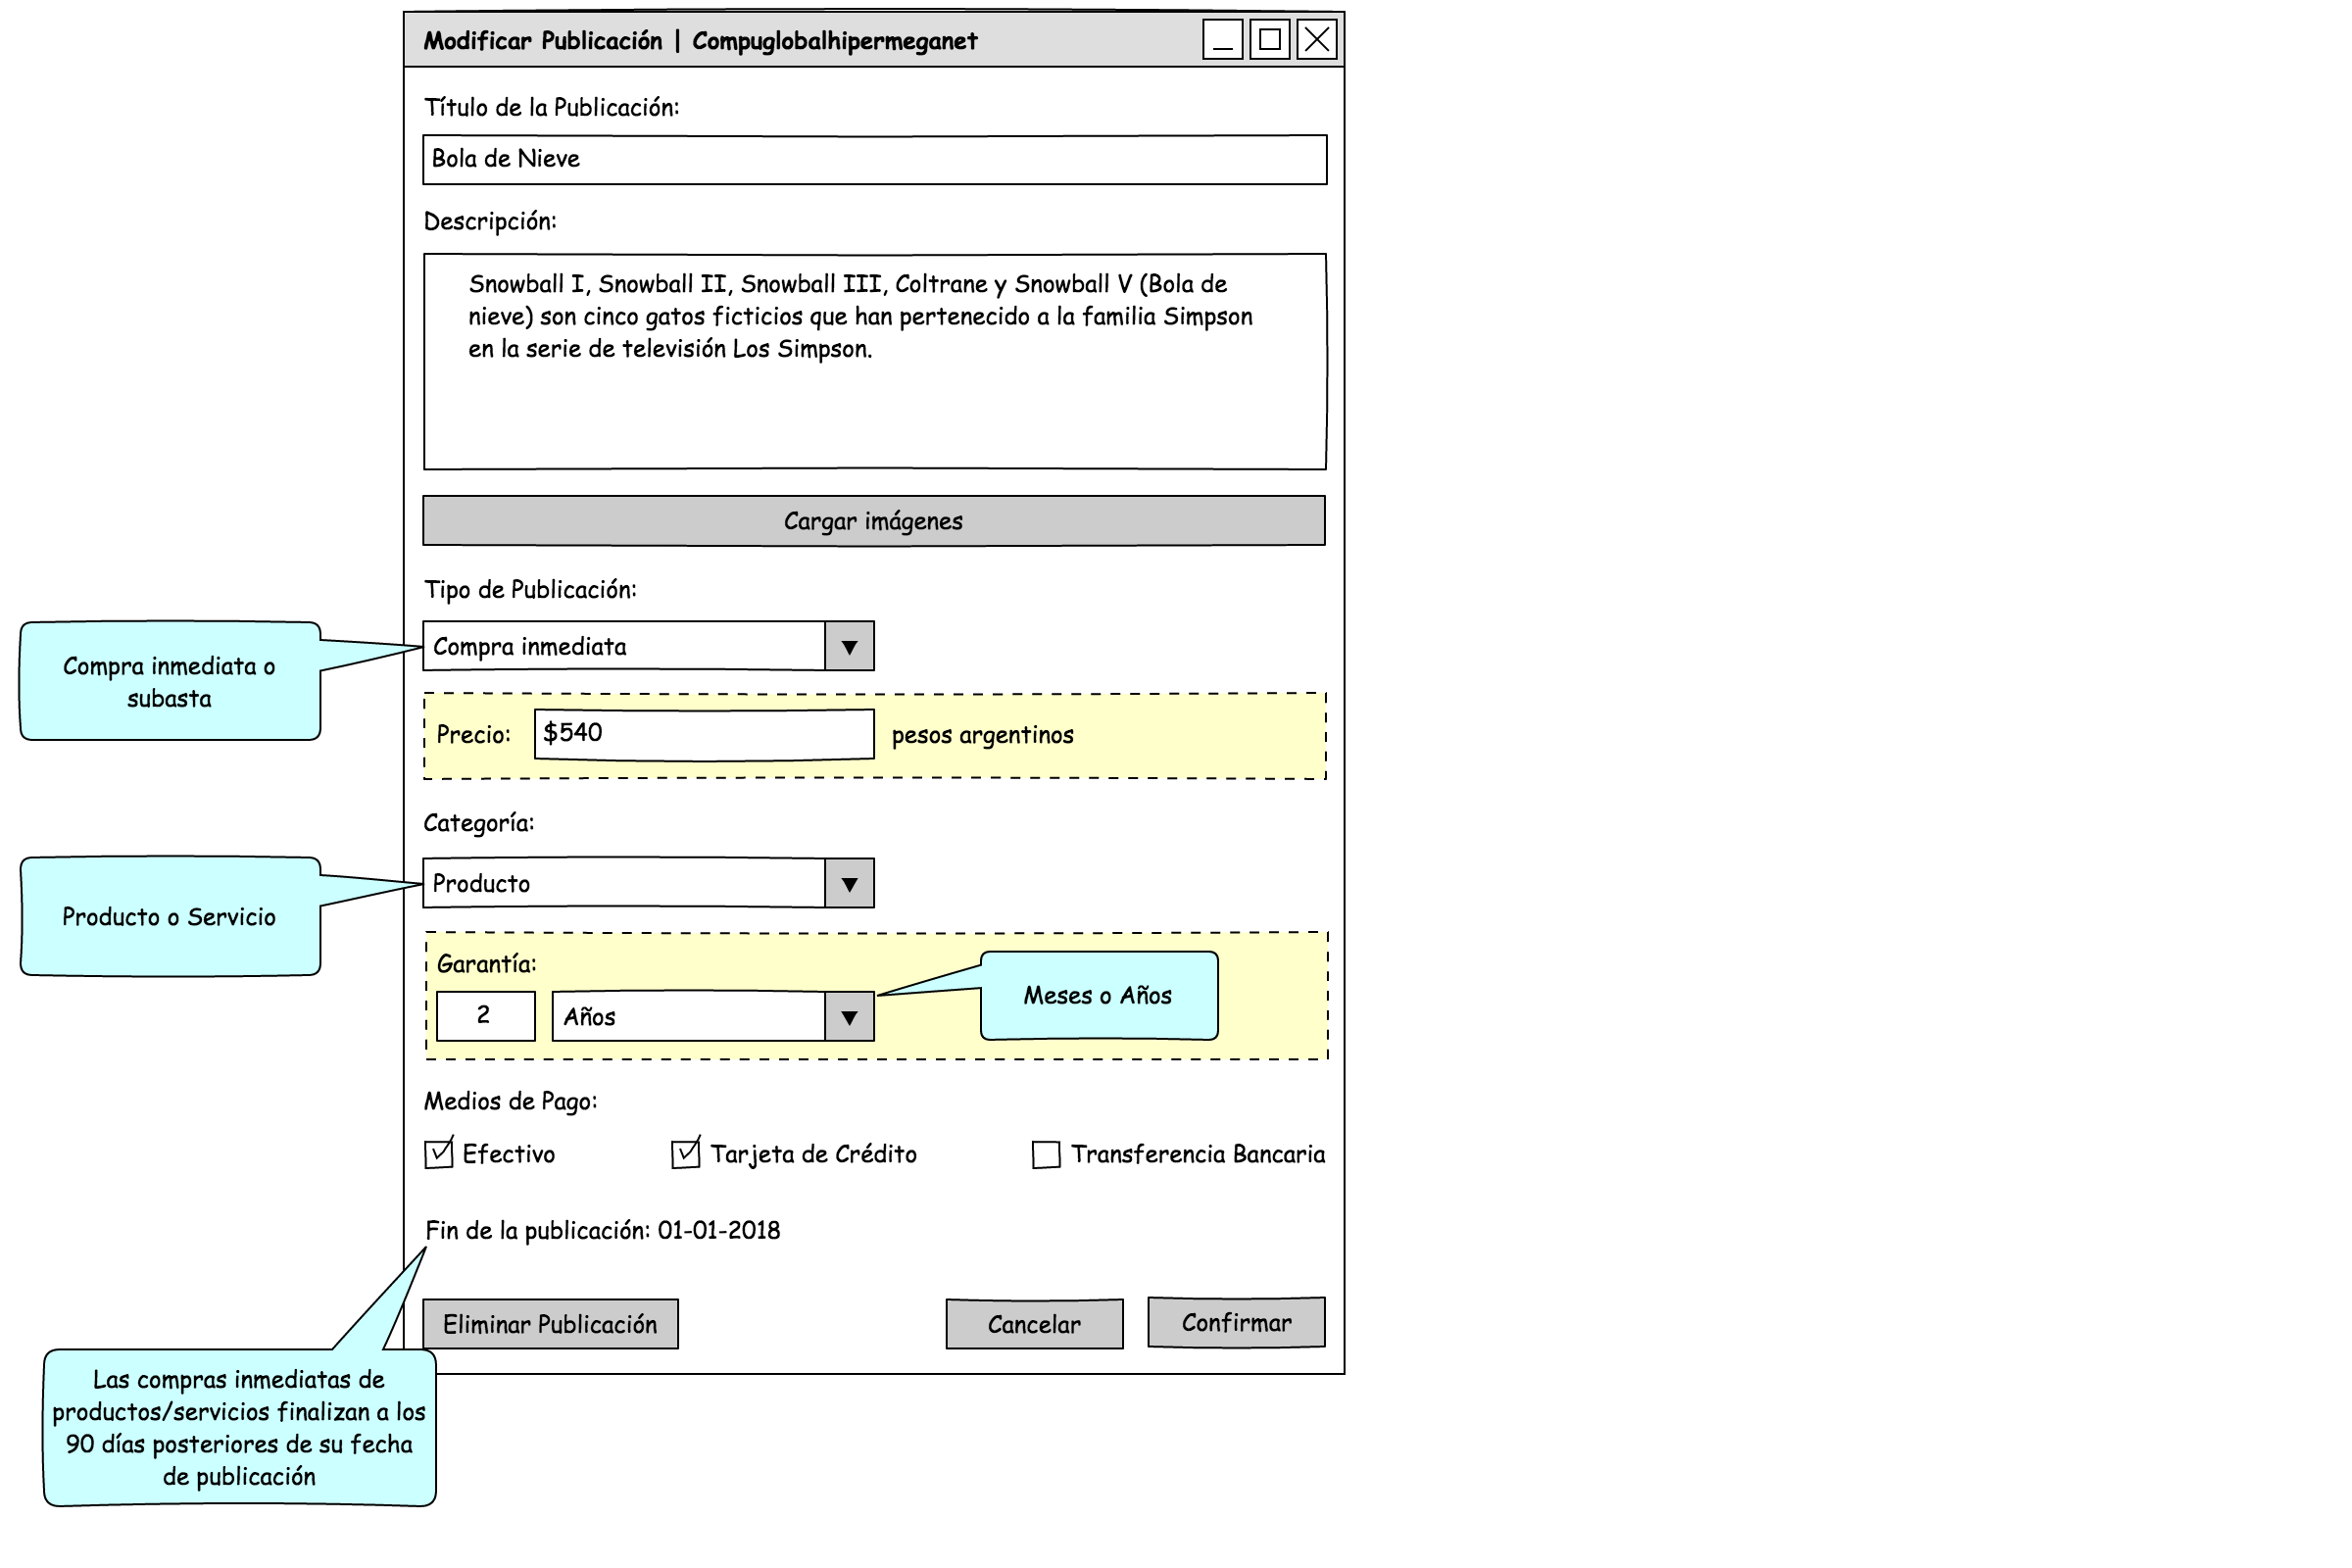 Modificar Publicación | Compuglobalhipermeganet
Título de la Publicación:
Bola de Nieve
Descripción:
Snowball I, Snowball II, Snowball III, Coltrane y Snowball V (Bola de
nieve) son cinco gatos ficticios que han pertenecido a la familia Simpson
en la serie de televisión Los Simpson.
Cargar imágenes
Tipo de Publicación:
Compra inmediata
Compra inmediata o
subasta
Precio: $540 pesos argentinos
Categoría:
Producto
Producto o Servicio
Garantía:
2 Años
Meses o Años
Medios de Pago:
Efectivo Tarjeta de Crédito Transferencia Bancaria
Fin de la publicación: 01-01-2018
Eliminar Publicación Cancelar Confirmar
Las compras inmediatas de
productos/servicios finalizan a los
90 días posteriores de su fecha
de publicación